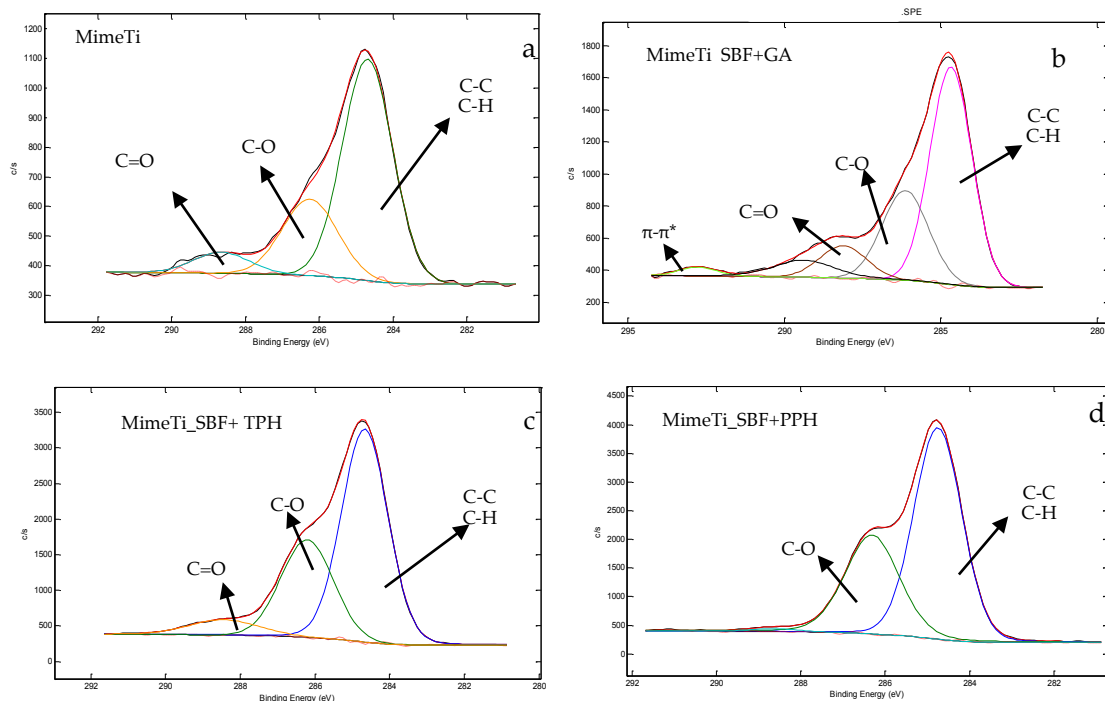 MimeTi
a
C-C
C-H
C-O
C=O
c/s
1200
1100
1000
900
800
700
600
500
400
300
292
290
288
286
284
282
Binding Energy (eV)
.SPE
MimeTi SBF+GA
b
C-C
C-H
C-O
C=O
π-π*
c/s
1800
1600
1400
1200
1000
800
600
400
200
295
290
285
280
Binding Energy (eV)
MimeTi_SBF+ TPH
c
C-C
C-H
C-O
C=O
c/s
3500
3000
2500
2000
1500
1000
500
0
292
290
288
286
284
282
280
Binding Energy (eV)
MimeTi_SBF+PPH
d
C-C
C-H
C-O
c/s
4500
4000
3500
3000
2500
2000
1500
1000
500
0
292
290
288
286
284
282
Binding Energy (eV)